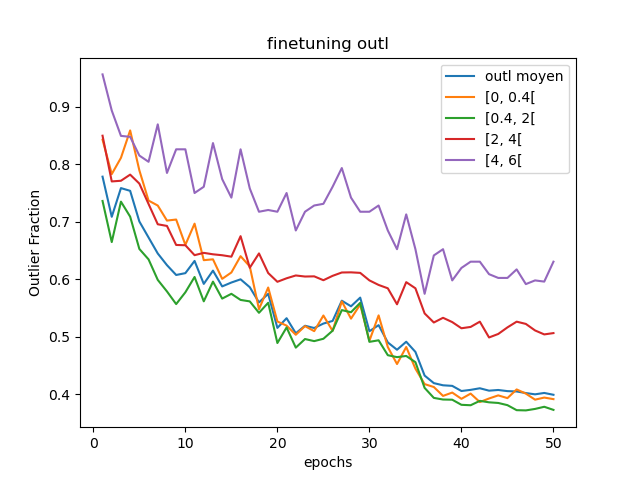 finetuning outl
outl moyen
[0, 0.4[
[0.4, 2[
[2, 4[
[4, 6[
Outlier Fraction
0.9
0.8
0.7
0.6
0.5
0.4
0 10 20 30 40 50
epochs